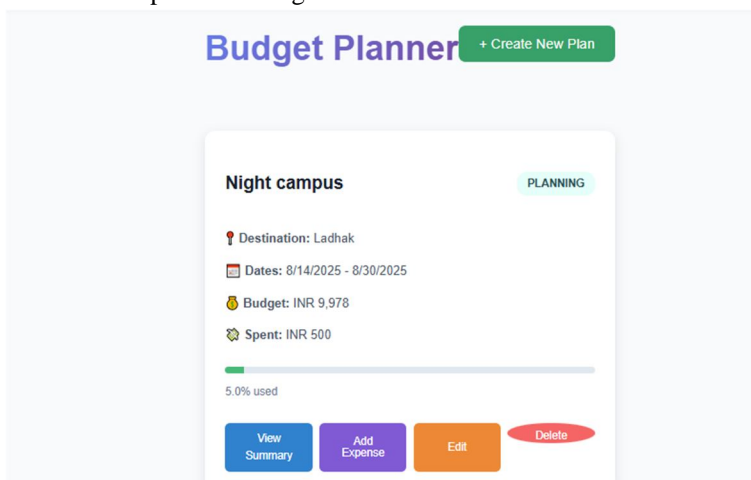 Budget Planner
+ Create New Plan
Night campus
PLANNING
Destination: Ladhak
Dates: 8/14/2025 - 8/30/2025
Budget: INR 9,978
Spent: INR 500
5.0% used
View
Summary
Add
Expense
Edit
Delete